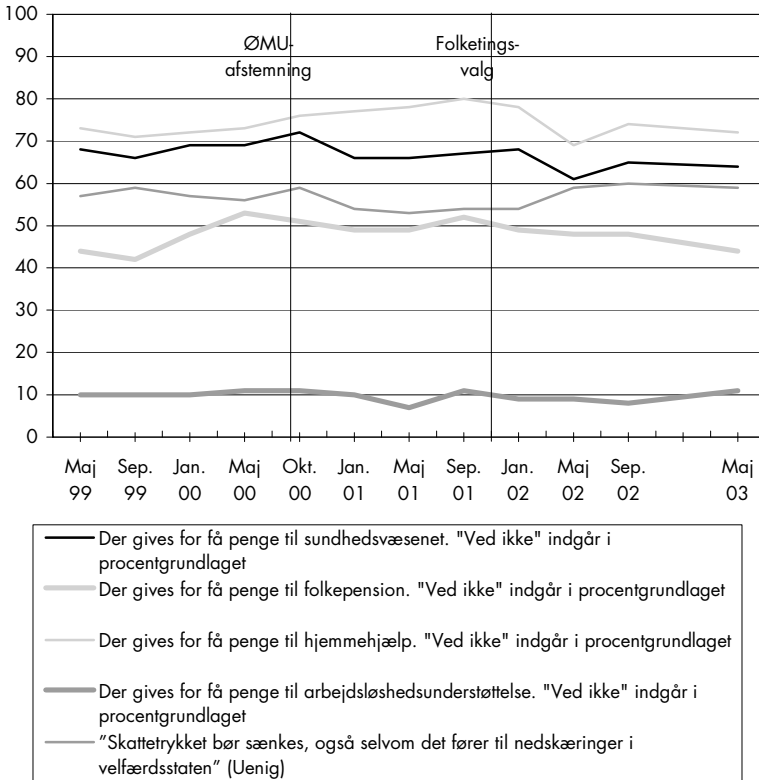 100
90
80
70
60
50
40
30
20
10
0
ØMU-
afstemning
Folketings-
valg
Maj Sep. Jan. Maj Okt. Jan. Maj Sep. Jan. Maj Sep. Maj
99 99 00 00 00 01 01 01 02 02 02 03
Der gives for få penge til sundhedsvæsenet. "Ved ikke" indgår i
procentgrundlaget
Der gives for få penge til folkepension. "Ved ikke" indgår i procentgrundlaget
Der gives for få penge til hjemmehjælp. "Ved ikke" indgår i procentgrundlaget
Der gives for få penge til arbejdsløshedsunderstøttelse. "Ved ikke" indgår i
procentgrundlaget
”Skattetrykket bør sænkes, også selvom det fører til nedskæringer i
velfærdsstaten” (Uenig)